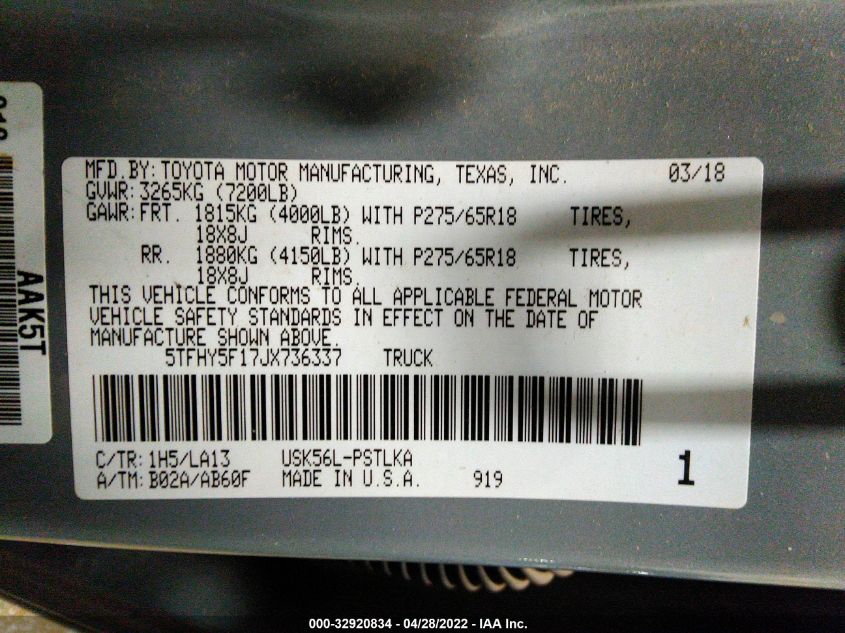 MFD.BY: TOYOTA MOTOR MANUFACTURING, TEXAS, INC. 03/18
GVWR: 3265KG (7200LB)
GAWR: FRT. 1815KG (4000LB) WITH P275/65R18 TIRES,
18X8J RIMS.
RR. 1880KG (4150LB) WITH P275/65R18 TIRES,
18X8J RIMS.
THIS VEHICLE CONFORMS TO ALL APPLICABLE FEDERAL MOTOR
VEHICLE SAFETY STANDARDS IN EFFECT ON THE DATE OF
MANUFACTURE SHOWN ABOVE.
5TFHY5F17JX736337 TRUCK
C/TR: 1H5/LA13 USK56L-PSTLKA
A/TM: B02A/AB60F MADE IN U.S.A. 919
1
AAK5T
000-32920834 - 04/28/2022 - IAA Inc.